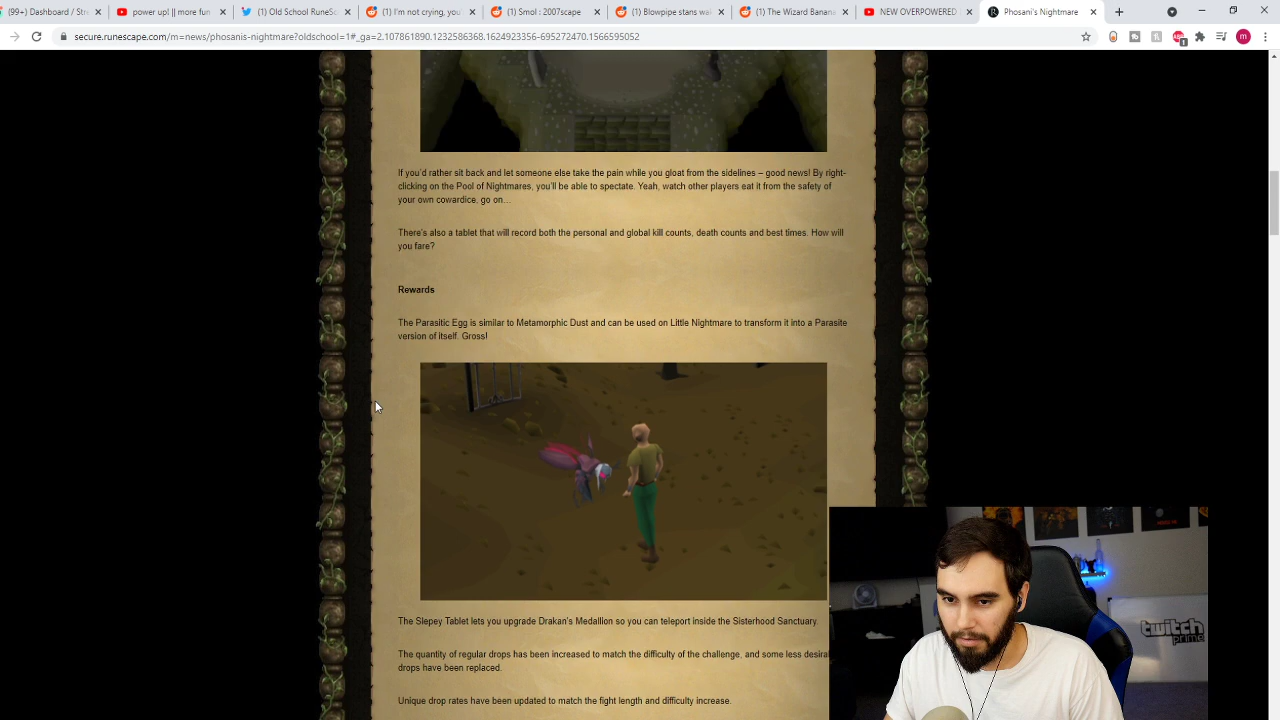 (99+) Dashboard / Stre
power up! || more fun
(1) Old School RuneSc
(1) I'm not crying, you
(1) Smol : 2007scape
(1) Blowpipe stans wai
(1) The Wizard Banana
NEW OVERPOWERED
Phosani's Nightmare
secure.runescape.com/m=news/phosanis-nightmare?oldschool=1#_ga=2.107861890.1232586368.1624923356-695272470.1566595052
If you'd rather sit back and let someone else take the pain while you gloat from the sidelines – good news! By right-
clicking on the Pool of Nightmares, you'll be able to spectate. Yeah, watch other players eat it from the safety of
your own cowardice, go on…
There's also a tablet that will record both the personal and global kill counts, death counts and best times. How will
you fare?
Rewards
The Parasitic Egg is similar to Metamorphic Dust and can be used on Little Nightmare to transform it into a Parasite
version of itself. Gross!
The Slepey Tablet lets you upgrade Drakan's Medallion so you can teleport inside the Sisterhood Sanctuary.
The quantity of regular drops has been increased to match the difficulty of the challenge, and some less desiral
drops have been replaced.
Unique drop rates have been updated to match the fight length and difficulty increase.
twitch
prime